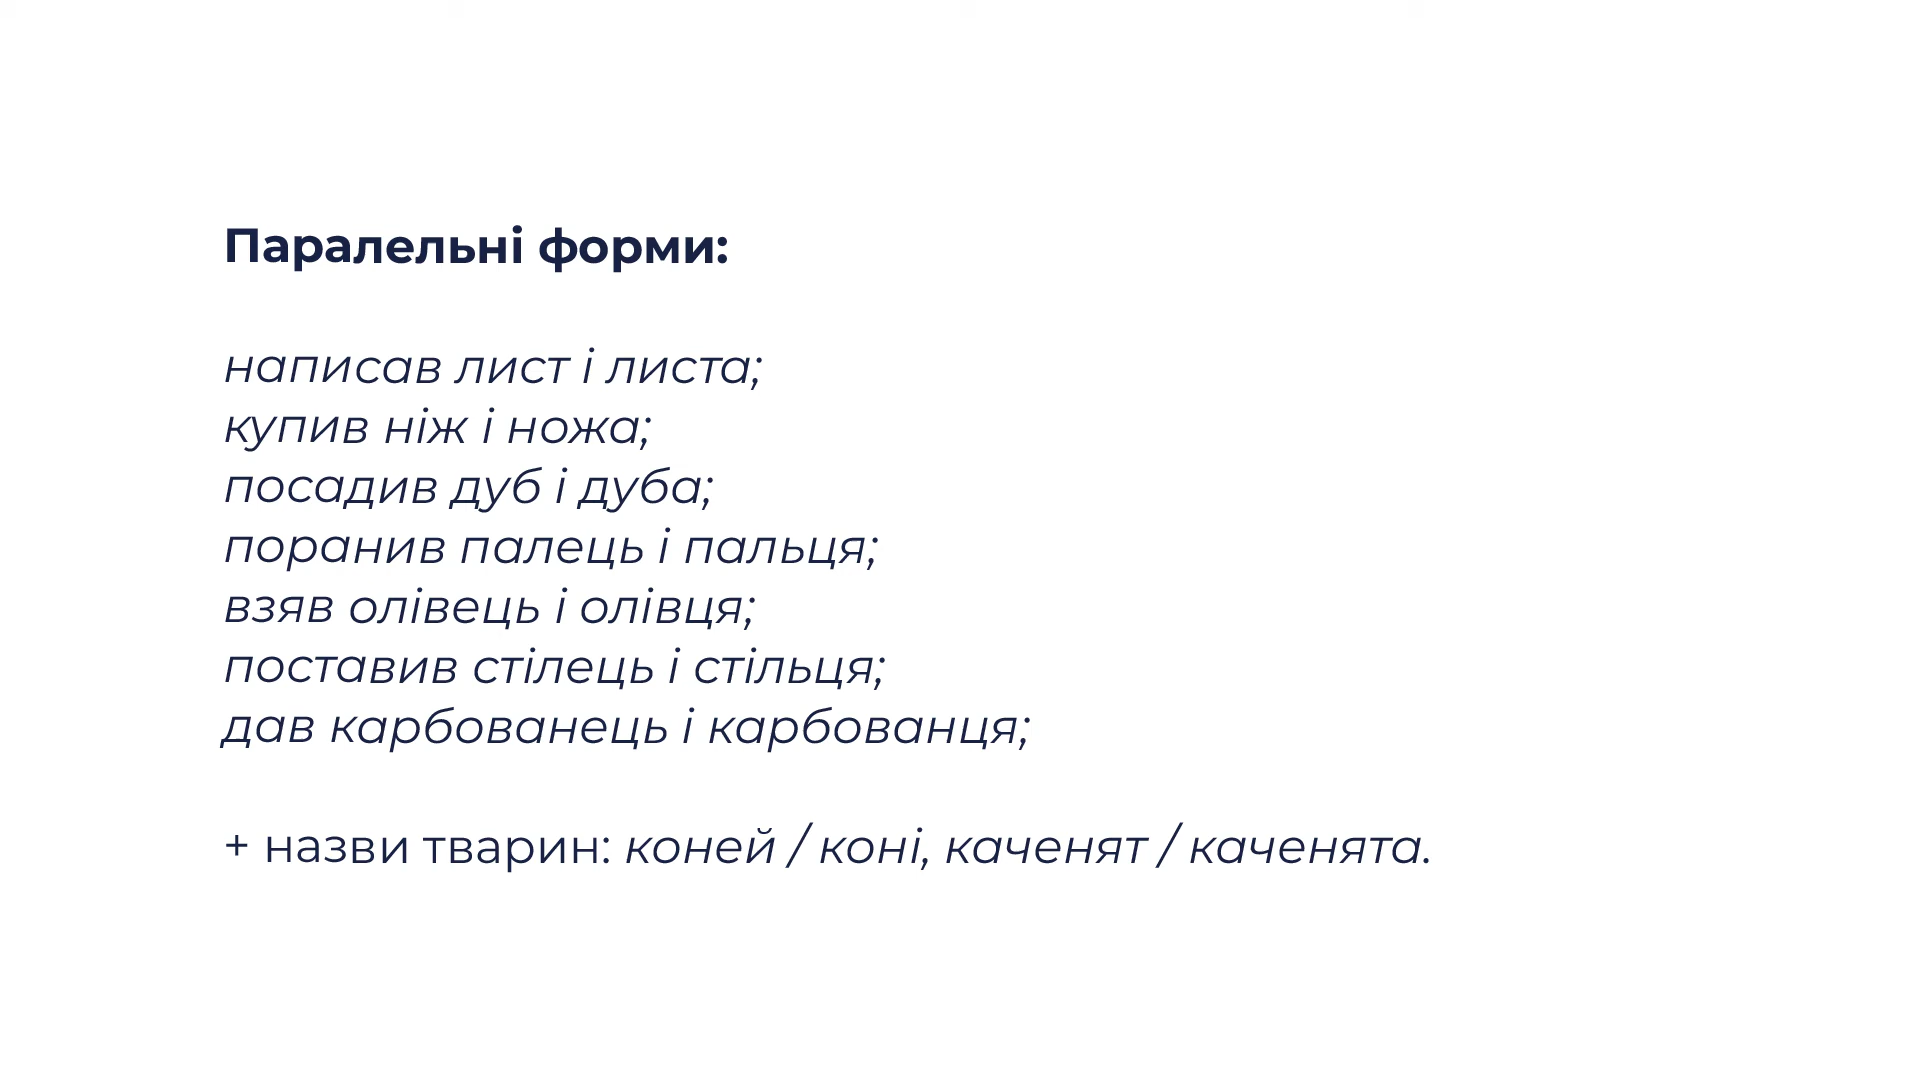 Паралельні форми:
написав лист і листа;
купив ніж і ножа;
посадив дуб і дуба;
поранив палець і пальця;
взяв олівець і олівця;
поставив стілець і стільця;
дав карбованець і карбованця;
+ назви тварин: коней / коні, каченят / каченята.